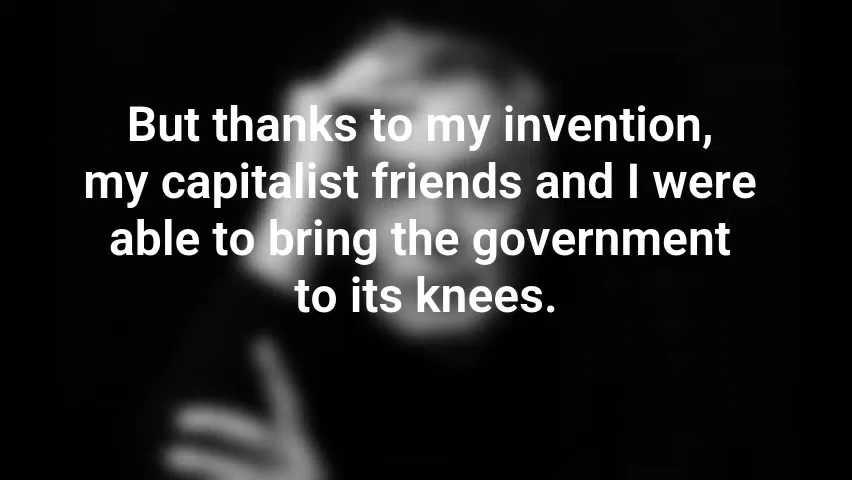 But thanks to my invention,
my capitalist friends and I were
able to bring the government
to its knees.